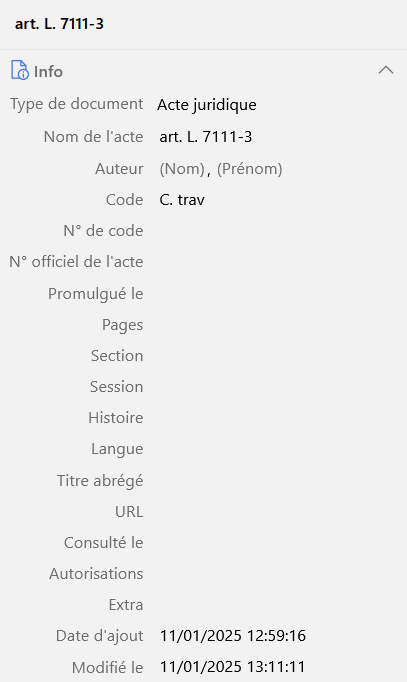 art. L. 7111-3
Info
Type de document Acte juridique
Nom de l'acte art. L. 7111-3
Auteur (Nom), (Prénom)
Code C. trav
N° de code
N° officiel de l'acte
Promulgué le
Pages
Section
Session
Histoire
Langue
Titre abrégé
URL
Consulté le
Autorisations
Extra
Date d'ajout 11/01/2025 12:59:16
Modifié le 11/01/2025 13:11:11